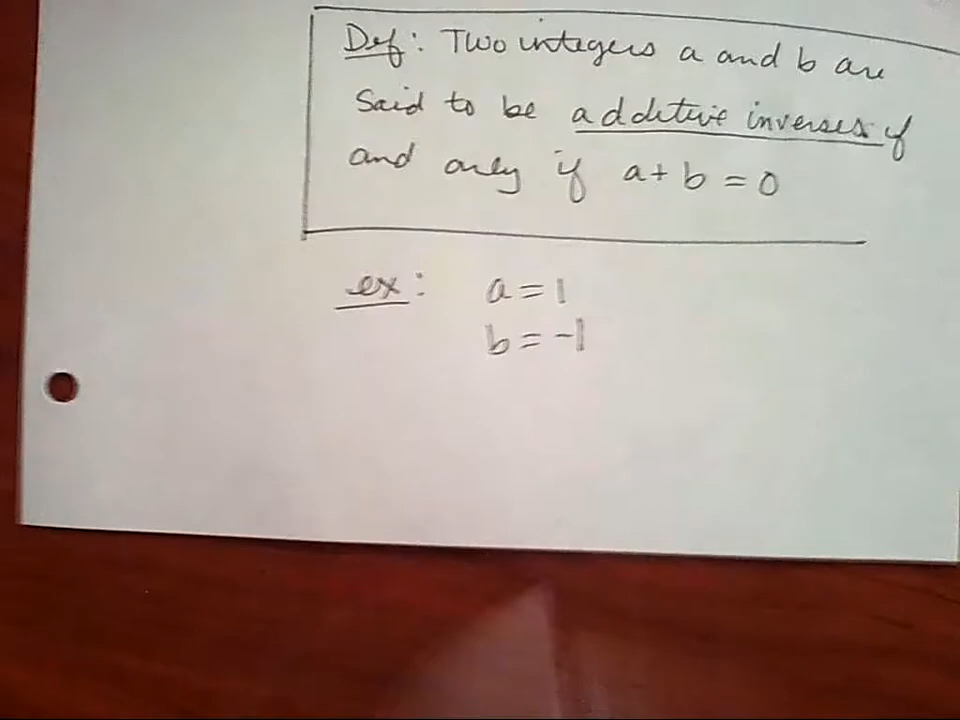 Def: Two integers a and b are
said to be additive inverses if
and only if a + b = 0
ex: a = 1
b = -1